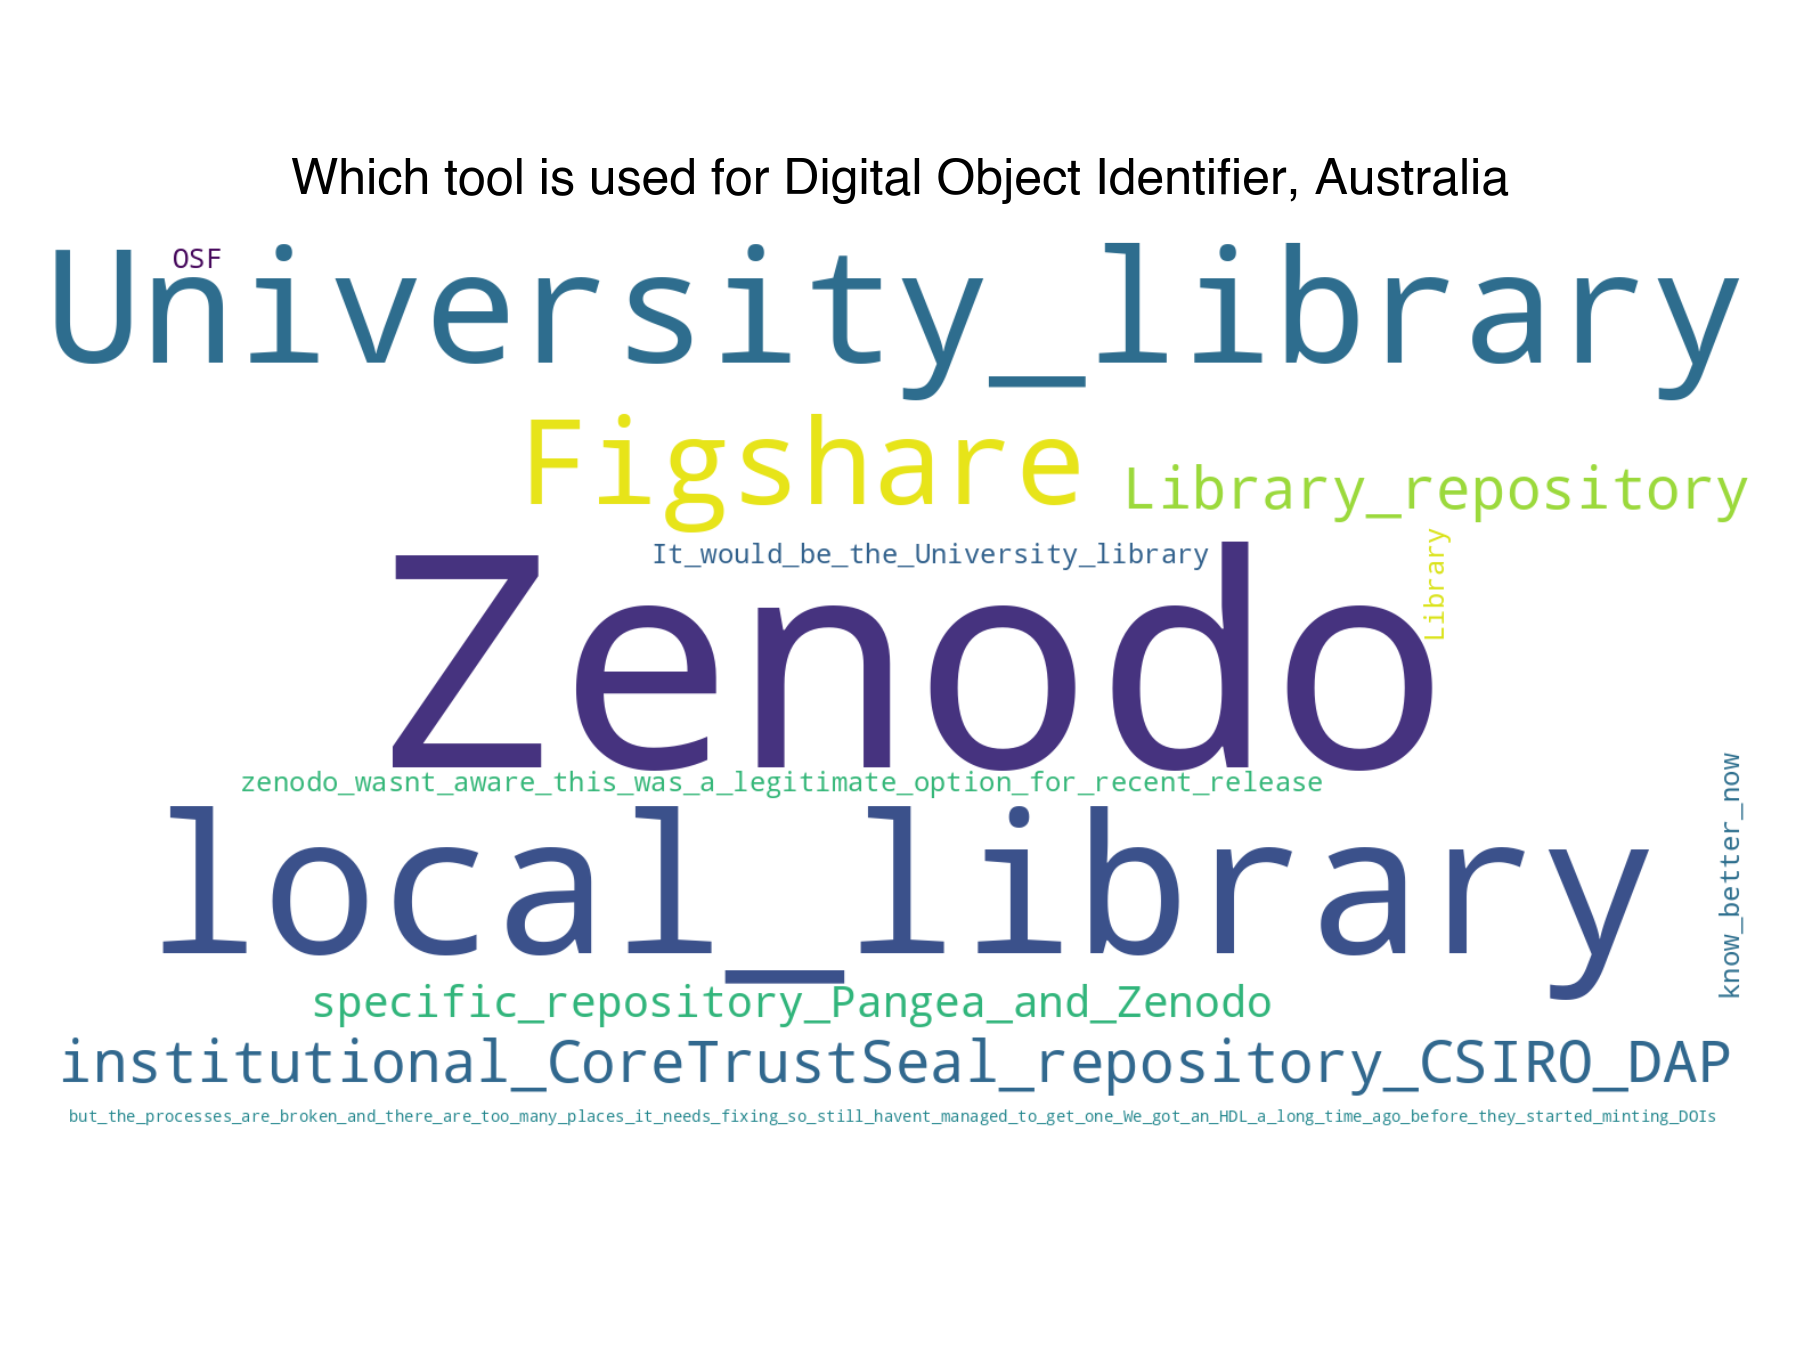 Which tool is used for Digital Object Identifier, Australia
OSF
University_library
Figshare
Library_repository
It_would_be_the_University_library
Library
Zenodo
zenodo_wasnt_aware_this_was_a_legitimate_option_for_recent_release
know_better_now
local_library
specific_repository_Pangea_and_Zenodo
institutional_CoreTrustSeal_repository_CSIRO_DAP
but_the_processes_are_broken_and_there_are_too_many_places_it_needs_fixing_so_still_havent_managed_to_get_one_We_got_an_HDL_a_long_time_ago_before_they_started_minting_DOIs